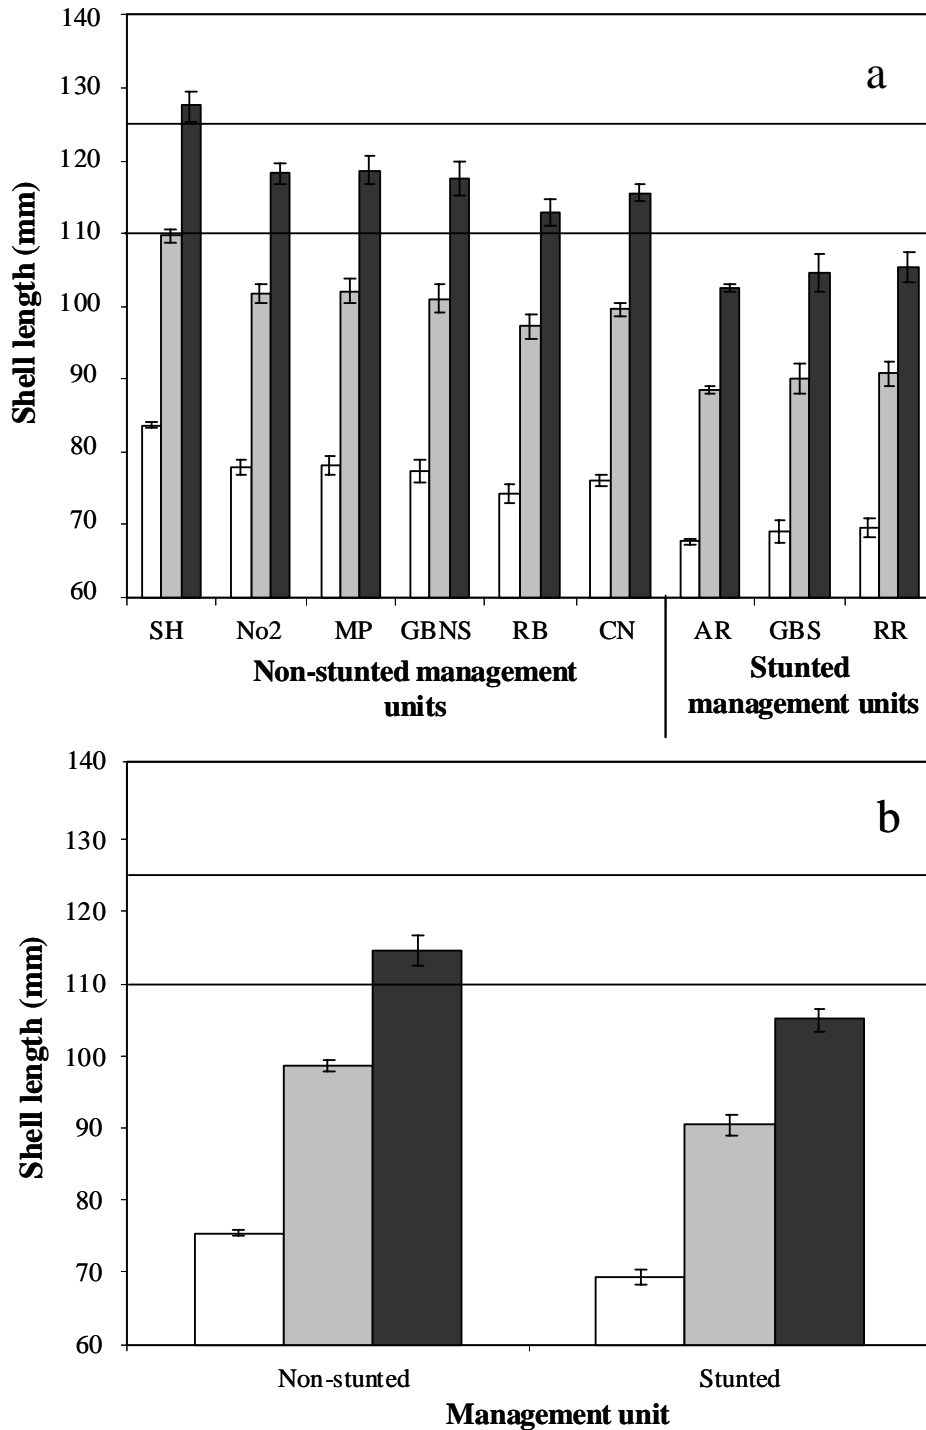 140
a
130
120
110
100
90
80
70
60
Shell length (mm)
SH No2 MP GBNS RB CN AR GBS RR
Non-stunted management
units
Stunted
management units
140
b
130
120
110
100
90
80
70
60
Shell length (mm)
Non-stunted Stunted
Management unit